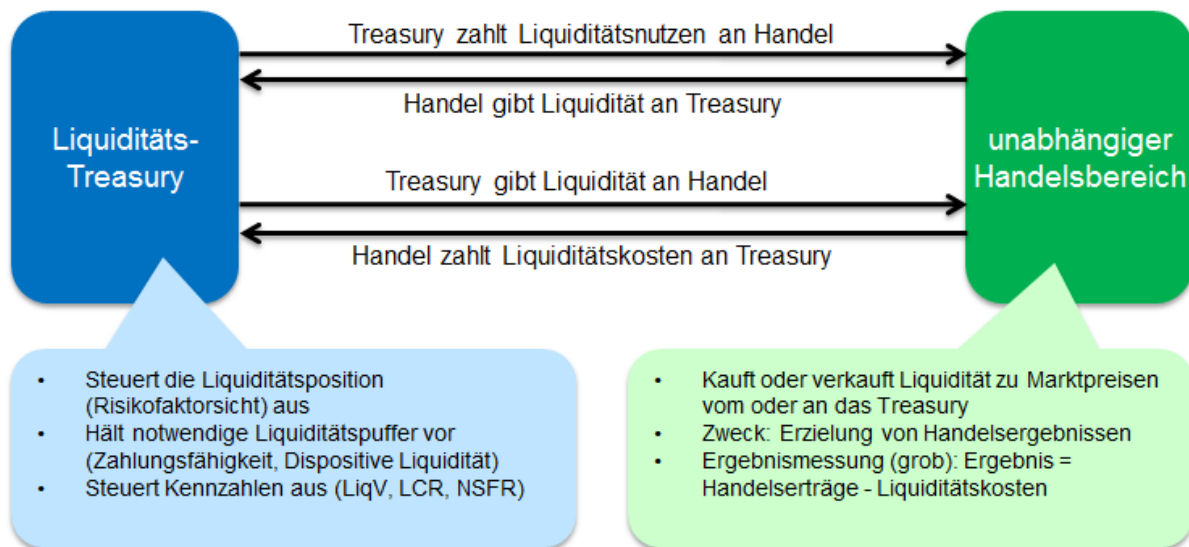 Treasury zahlt Liquiditätsnutzen an Handel
Handel gibt Liquidität an Treasury
Liquiditäts-
Treasury
unabhängiger
Handelsbereich
Treasury gibt Liquidität an Handel
Handel zahlt Liquiditätskosten an Treasury
• Steuert die Liquiditätsposition
(Risikofaktorsicht) aus
• Hält notwendige Liquiditätspuffer vor
(Zahlungsfähigkeit, Dispositive Liquidität)
• Steuert Kennzahlen aus (LiqV, LCR, NSFR)
• Kauft oder verkauft Liquidität zu Marktpreisen
vom oder an das Treasury
• Zweck: Erzielung von Handelsergebnissen
• Ergebnismessung (grob): Ergebnis =
Handelserträge - Liquiditätskosten